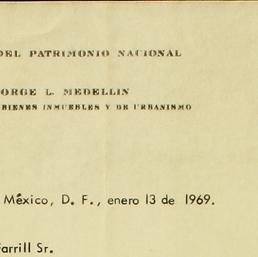 DEL PATRIMONIO NACIONAL
ORGE L. MEDELLIN
BIENES INMUEBLES Y DE URBANISMO
México, D. F., enero 13 de 1969.
arrill Sr.